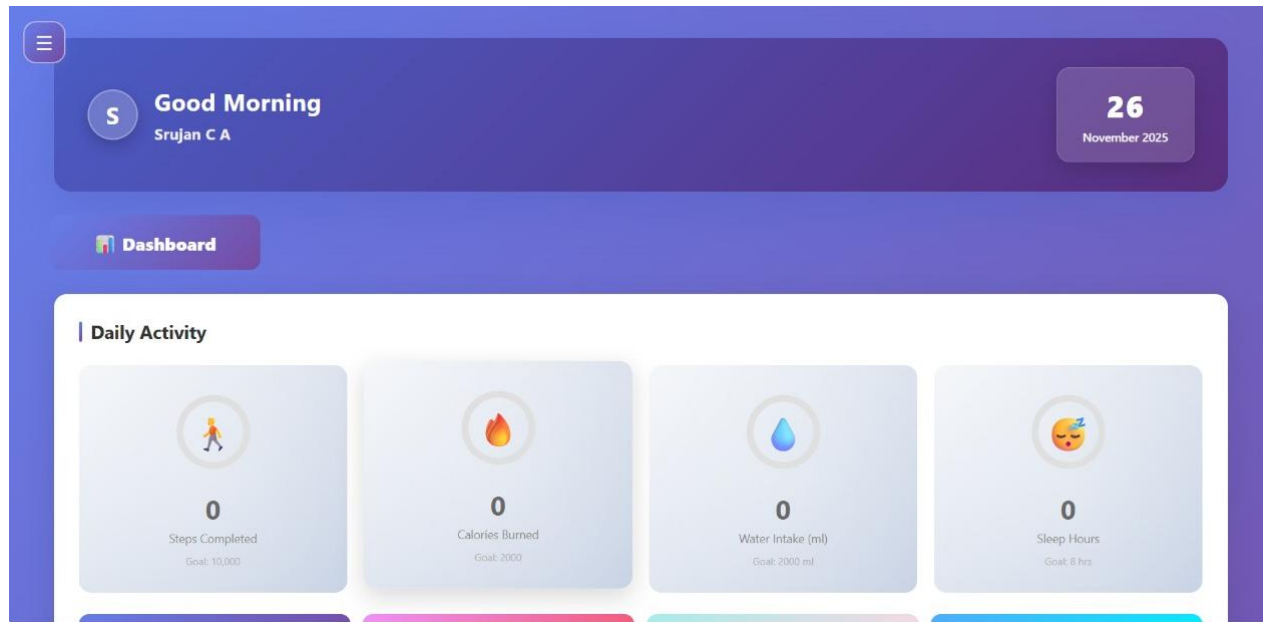 S
Good Morning
Srujan C A
26
November 2025
Dashboard
Daily Activity
0
Steps Completed
Goal: 10,000
0
Calories Burned
Goal: 2000
0
Water Intake (ml)
Goal: 2000 ml
0
Sleep Hours
Goal: 8 hrs